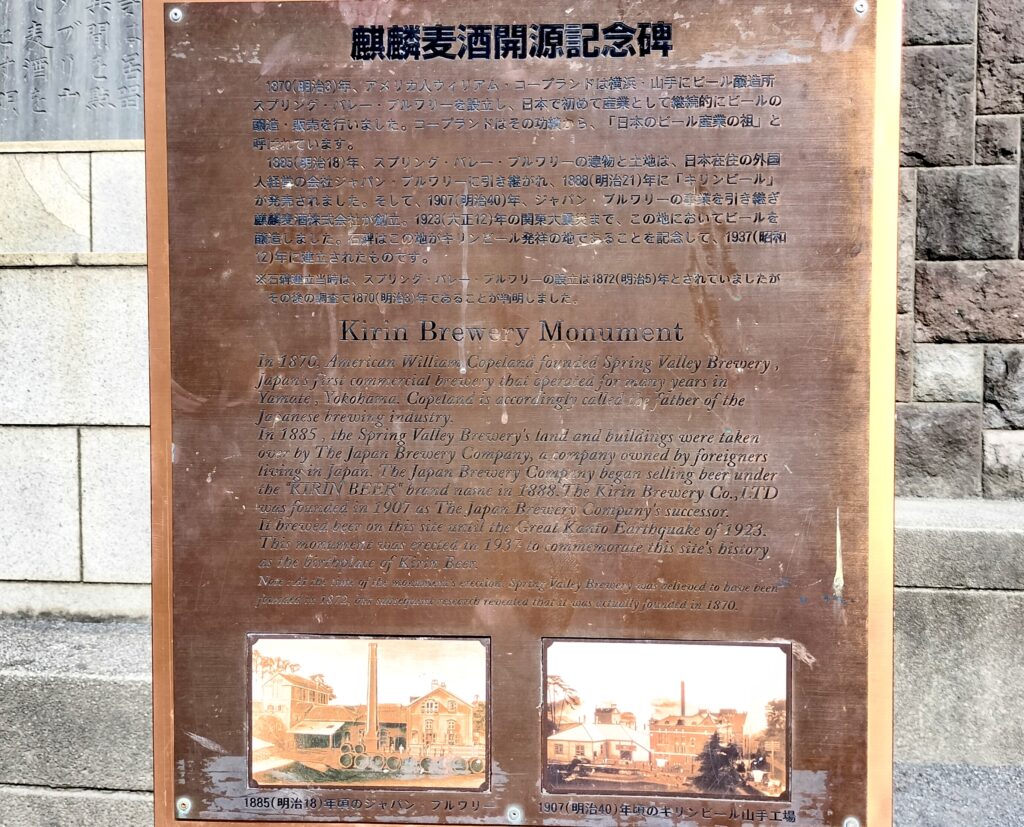 麒麟麦酒開源記念碑
1870(明治3)年、アメリカ人ウィリアム・コープランドは横浜・山手にビール醸造所
スプリング・バレー・ブルワリーを設立し、日本で初めて産業として継続的にビールの
醸造・販売を行いました。コープランドはその功績から、「日本のビール産業の祖」と
呼ばれています。
1885(明治18)年、スプリング・バレー・ブルワリーの建物と土地は、日本在住の外国
人経営の会社ジャパン・ブルワリーに引き継がれ、1888(明治21)年に「キリンビール」
が発売されました。そして、1907(明治40)年、ジャパン・ブルワリーの事業を引き継ぎ
麒麟麦酒株式会社が創立。1923(大正12)年の関東大震災まで、この地においてビールを
醸造しました。石碑はこの地がキリンビール発祥の地であることを記念して、1937(昭和
12)年に建立されたものです。
※石碑建立当時は、スプリング・バレー・ブルワリーの設立は1872(明治5)年とされていましたが
その後の調査で1870(明治3)年であることが判明しました。
Kirin Brewery Monument
In 1870, American William Copeland founded Spring Valley Brewery ,
Japan's first commercial brewery that operated for many years in
Yamate , Yokohama. Copeland is accordingly called the father of the
Japanese brewing industry.
In 1885 , the Spring Valley Brewery's land and buildings were taken
over by The Japan Brewery Company, a company owned by foreigners
living in Japan. The Japan Brewery Company began selling beer under
the "KIRIN BEER" brand name in 1888. The Kirin Brewery Co., LTD
was founded in 1907 as The Japan Brewery Company's successor.
It brewed beer on this site until the Great Kanto Earthquake of 1923.
This monument was erected in 1937 to commemorate this site's history
as the birthplace of Kirin Beer.
Note : At the time of the monument's erection, Spring Valley Brewery was believed to have been
founded in 1872, but subsequent research revealed that it was actually founded in 1870.
1885(明治18)年頃のジャパン・ブルワリー
1907(明治40)年頃のキリンビール山手工場